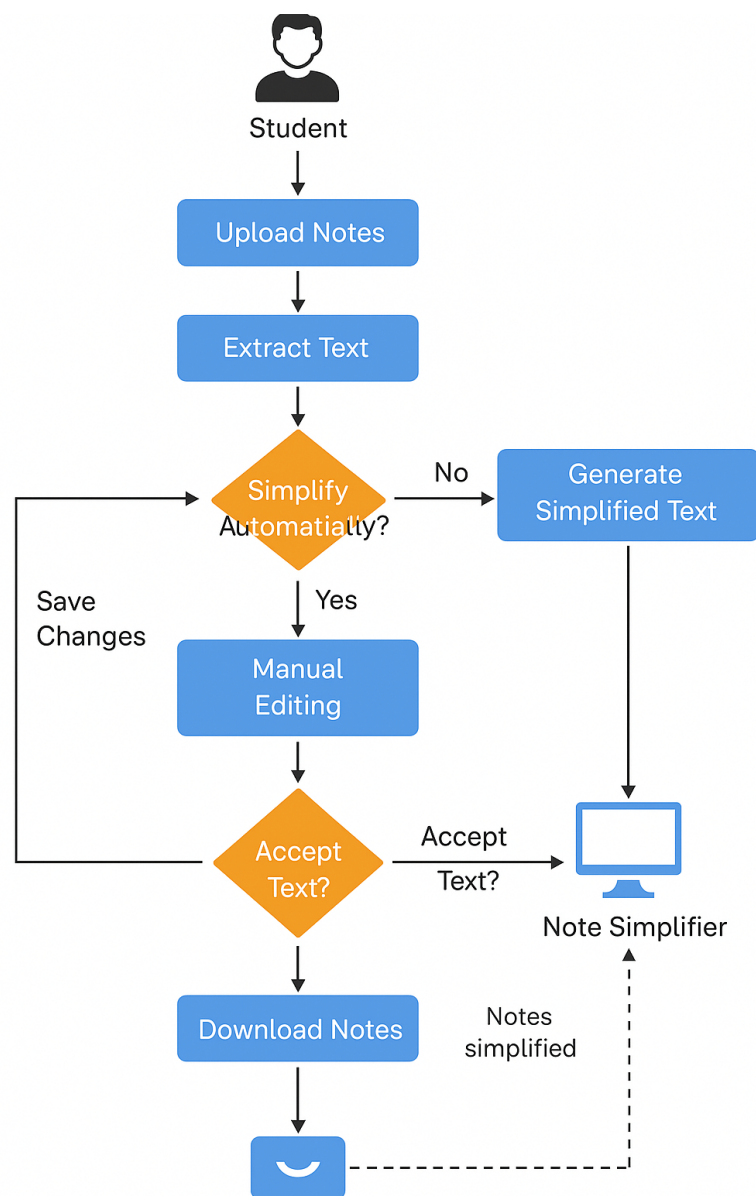 Student
Upload Notes
Extract Text
Simplify
Automatially?
No
Generate
Simplified Text
Yes
Save
Changes
Manual
Editing
Accept
Text?
Accept
Text?
Note Simplifier
Download Notes
Notes
simplified